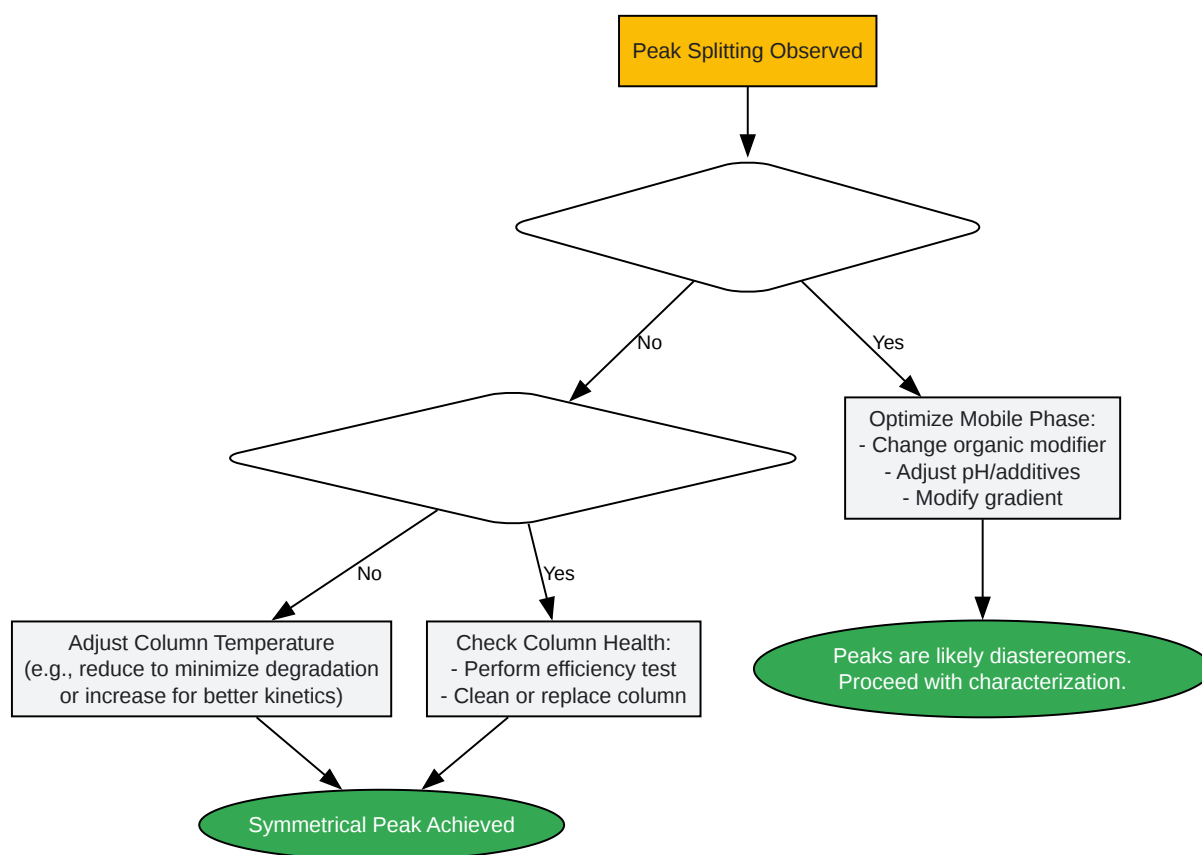 Peak Splitting Observed
No
Yes
Optimize Mobile Phase:
- Change organic modifier
- Adjust pH/additives
- Modify gradient
No
Yes
Adjust Column Temperature
(e.g., reduce to minimize degradation
or increase for better kinetics)
Check Column Health:
- Perform efficiency test
- Clean or replace column
Peaks are likely diastereomers.
Proceed with characterization.
Symmetrical Peak Achieved